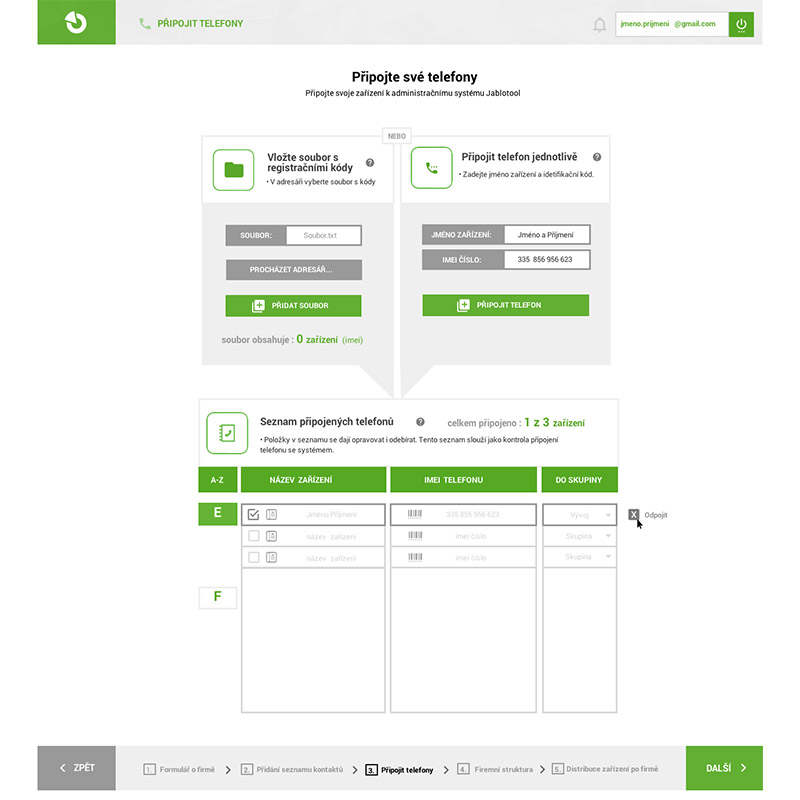 PŘIPOJIT TELEFONY
jmeno.prijmeni @gmail.com
Připojte své telefony
Připojte svoje zařízení k administračnímu systému Jablotool
NEBO
Vložte soubor s
registračními kódy
• V adresáři vyberte soubor s kódy
SOUBOR: Soubor.txt
PROCHÁZET ADRESÁŘ...
PŘIDAT SOUBOR
soubor obsahuje : 0 zařízení (imei)
Připojit telefon jednotlivě
• Zadejte jméno zařízení a idetifikační kód.
JMÉNO ZAŘÍZENÍ: Jméno a Příjmení
IMEI ČÍSLO: 335 856 956 623
PŘIPOJIT TELEFON
Seznam připojených telefonů
celkem připojeno : 1 z 3 zařízení
• Položky v seznamu se dají opravovat i odebírat. Tento seznam slouží jako kontrola připojení
telefonu se systémem.
A-Z NÁZEV ZAŘÍZENÍ IMEI TELEFONU DO SKUPINY
E Jméno Příjmení 335 856 956 623 Vývoj X Odpojit
název zařízení imei číslo Skupina
název zařízení imei číslo Skupina
F
ZPĚT 1. Formulář o firmě 2. Přidání seznamu kontaktů 3. Připojit telefony 4. Firemní struktura 5. Distribuce zařízení po firmě DALŠÍ